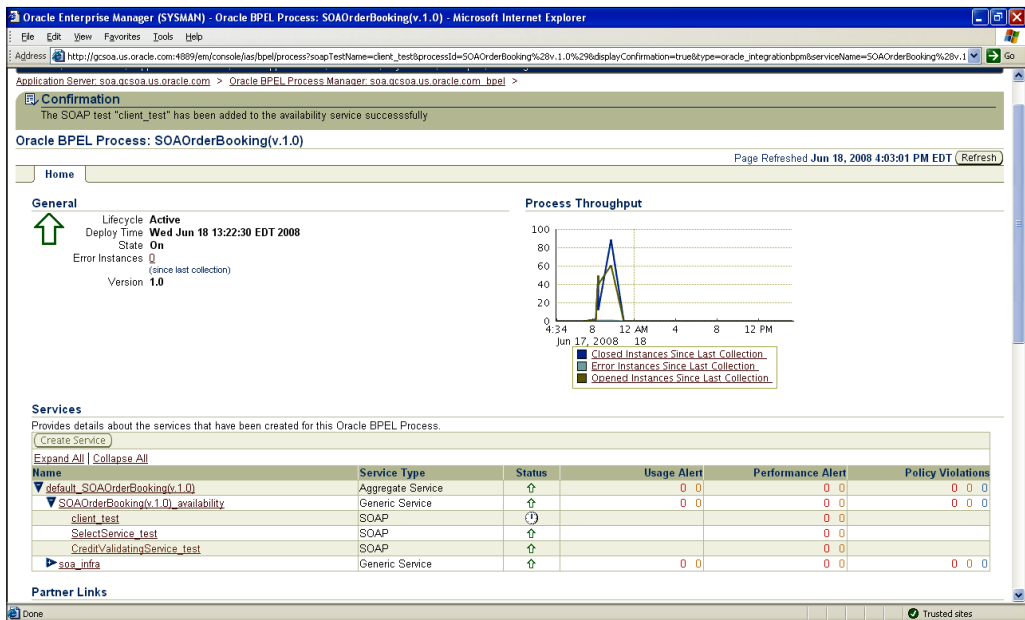 Oracle Enterprise Manager (SYSMAN) - Oracle BPEL Process: SOAOrderBooking(v.1.0) - Microsoft Internet Explorer
File Edit View Favorites Tools Help
Address http://gcsoa.us.oracle.com:4889/em/console/ias/bpel/process?soapTestName=client_test&processId=SOAOrderBooking%28v.1.0%29&displayConfirmation=true&type=oracle_integrationbpm&serviceName=SOAOrderBooking%28v.1 Go
Application Server: soa.gcsoa.us.oracle.com > Oracle BPEL Process Manager: soa.gcsoa.us.oracle.com_bpel >
Confirmation
The SOAP test "client_test" has been added to the availability service successsfully
Oracle BPEL Process: SOAOrderBooking(v.1.0)
Page Refreshed Jun 18, 2008 4:03:01 PM EDT Refresh
Home
General
Lifecycle Active
Deploy Time Wed Jun 18 13:22:30 EDT 2008
State On
Error Instances 0
(since last collection)
Version 1.0
Process Throughput
100
80
60
40
20
0
4:34 8 12 AM 4 8 12 PM
Jun 17, 2008 18
Closed Instances Since Last Collection
Error Instances Since Last Collection
Opened Instances Since Last Collection
Services
Provides details about the services that have been created for this Oracle BPEL Process.
Create Service
Expand All | Collapse All
Name Service Type Status Usage Alert Performance Alert Policy Violations
default_SOAOrderBooking(v.1.0) Aggregate Service 0 0 0 0 0 0 0
SOAOrderBooking(v.1.0)_availability Generic Service 0 0 0 0 0 0 0
client_test SOAP 0 0
SelectService_test SOAP 0 0
CreditValidatingService_test SOAP 0 0
soa_infra Generic Service 0 0 0 0 0 0 0
Partner Links
Done Trusted sites